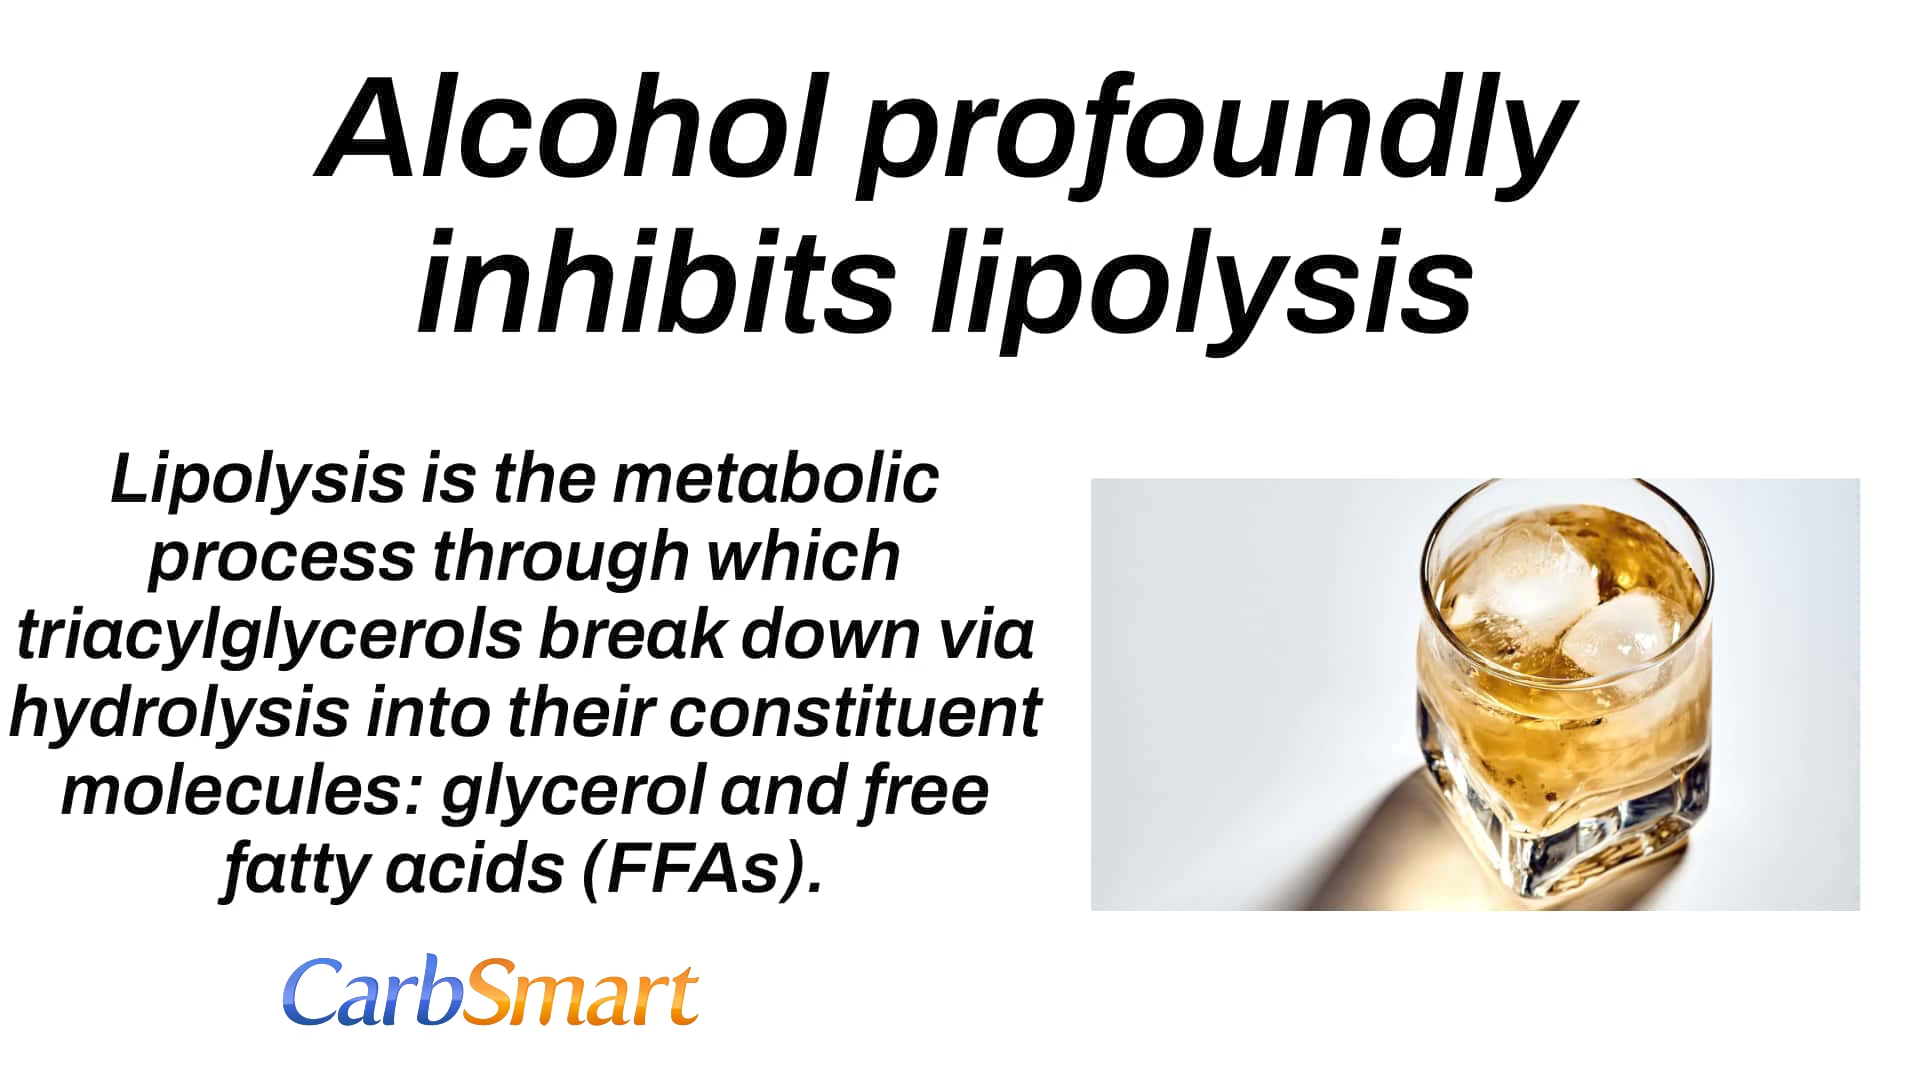 Alcohol profoundly
inhibits lipolysis
Lipolysis is the metabolic
process through which
triacylglycerols break down via
hydrolysis into their constituent
molecules: glycerol and free
fatty acids (FFAs).
CarbSmart